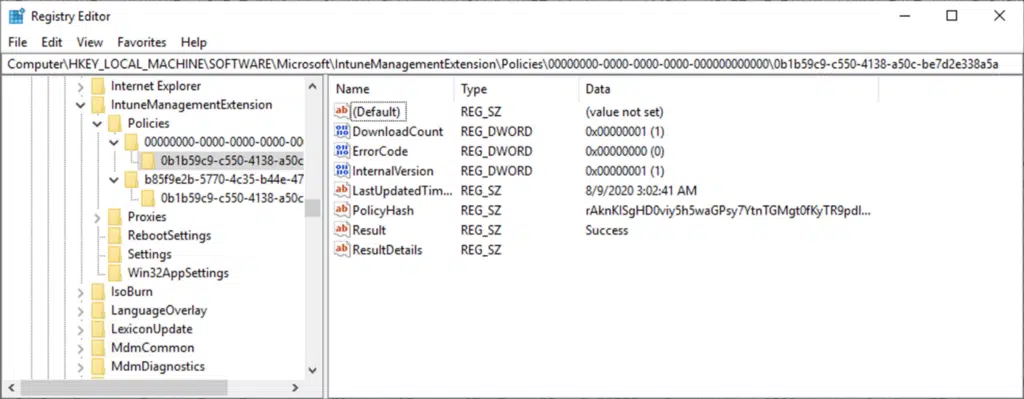 Registry Editor
File Edit View Favorites Help
Computer\HKEY_LOCAL_MACHINE\SOFTWARE\Microsoft\IntuneManagementExtension\Policies\00000000-0000-0000-0000-000000000000\0b1b59c9-c550-4138-a50c-be7d2e338a5a
Internet Explorer
IntuneManagementExtension
Policies
00000000-0000-0000-0000-00
0b1b59c9-c550-4138-a50c
b85f9e2b-5770-4c35-b44e-47
0b1b59c9-c550-4138-a50c
Proxies
RebootSettings
Settings
Win32AppSettings
IsoBurn
LanguageOverlay
LexiconUpdate
MdmCommon
MdmDiagnostics
Name Type Data
(Default) REG_SZ (value not set)
DownloadCount REG_DWORD 0x00000001 (1)
ErrorCode REG_DWORD 0x00000000 (0)
InternalVersion REG_DWORD 0x00000001 (1)
LastUpdatedTim... REG_SZ 8/9/2020 3:02:41 AM
PolicyHash REG_SZ rAknKISgHD0viy5h5waGPsy7YtnTGMgt0fKyTR9pdI...
Result REG_SZ Success
ResultDetails REG_SZ